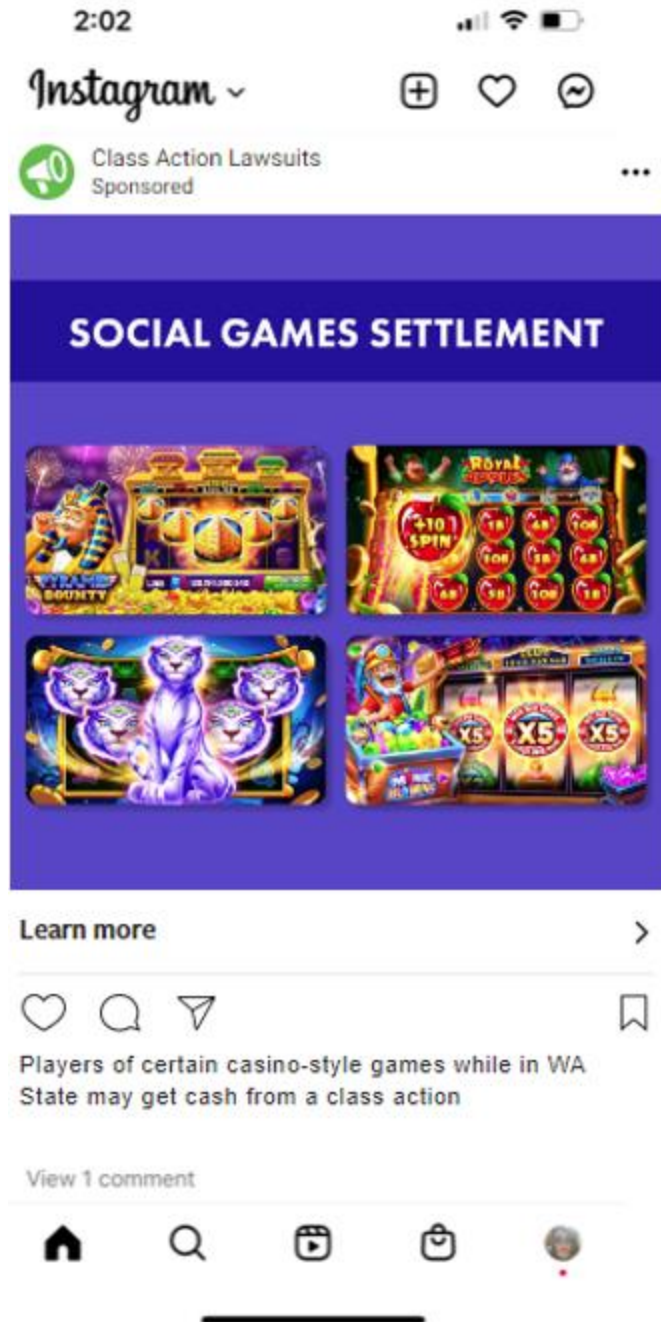 2:02
Instagram
Class Action Lawsuits
Sponsored
SOCIAL GAMES SETTLEMENT
PYRAMID
BOUNTY
ROYAL
APPLES
+10
SPIN
X5 X5 X5
Learn more
Players of certain casino-style games while in WA
State may get cash from a class action
View 1 comment